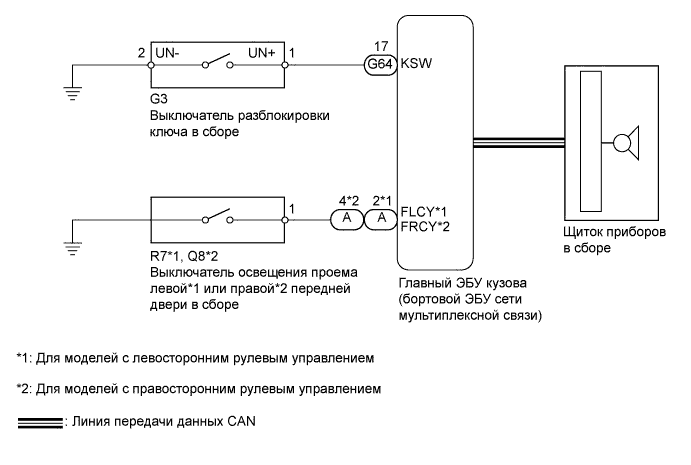 2 UN- UN+ 1
17
G64 KSW
G3
Выключатель разблокировки
ключа в сборе
1
4*2 2*1
A A
FLCY*1
FRCY*2
R7*1, Q8*2
Выключатель освещения проема
левой*1 или правой*2 передней
двери в сборе
Главный ЭБУ кузова
(бортовой ЭБУ сети
мультиплексной связи)
Щиток приборов
в сборе
*1: Для моделей с левосторонним рулевым управлением
*2: Для моделей с правосторонним рулевым управлением
: Линия передачи данных CAN